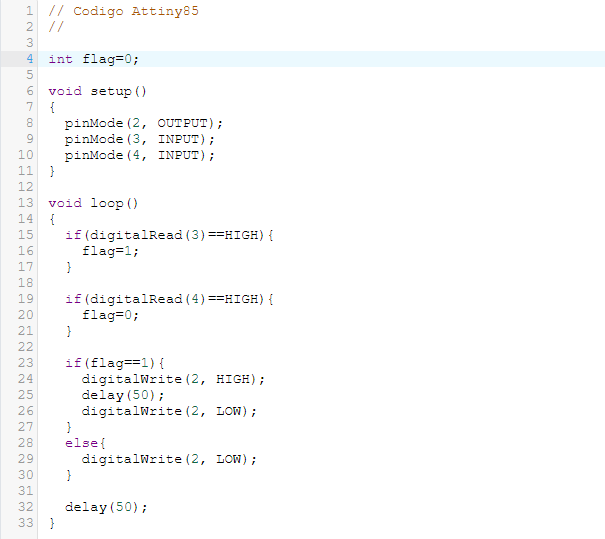 1 // Codigo Attiny85
2 //
3
4 int flag=0;
5
6 void setup()
7 {
8   pinMode(2, OUTPUT);
9   pinMode(3, INPUT);
10   pinMode(4, INPUT);
11 }
12
13 void loop()
14 {
15   if(digitalRead(3)==HIGH){
16     flag=1;
17   }
18
19   if(digitalRead(4)==HIGH){
20     flag=0;
21   }
22
23   if(flag==1){
24     digitalWrite(2, HIGH);
25     delay(50);
26     digitalWrite(2, LOW);
27   }
28   else{
29     digitalWrite(2, LOW);
30   }
31
32   delay(50);
33 }